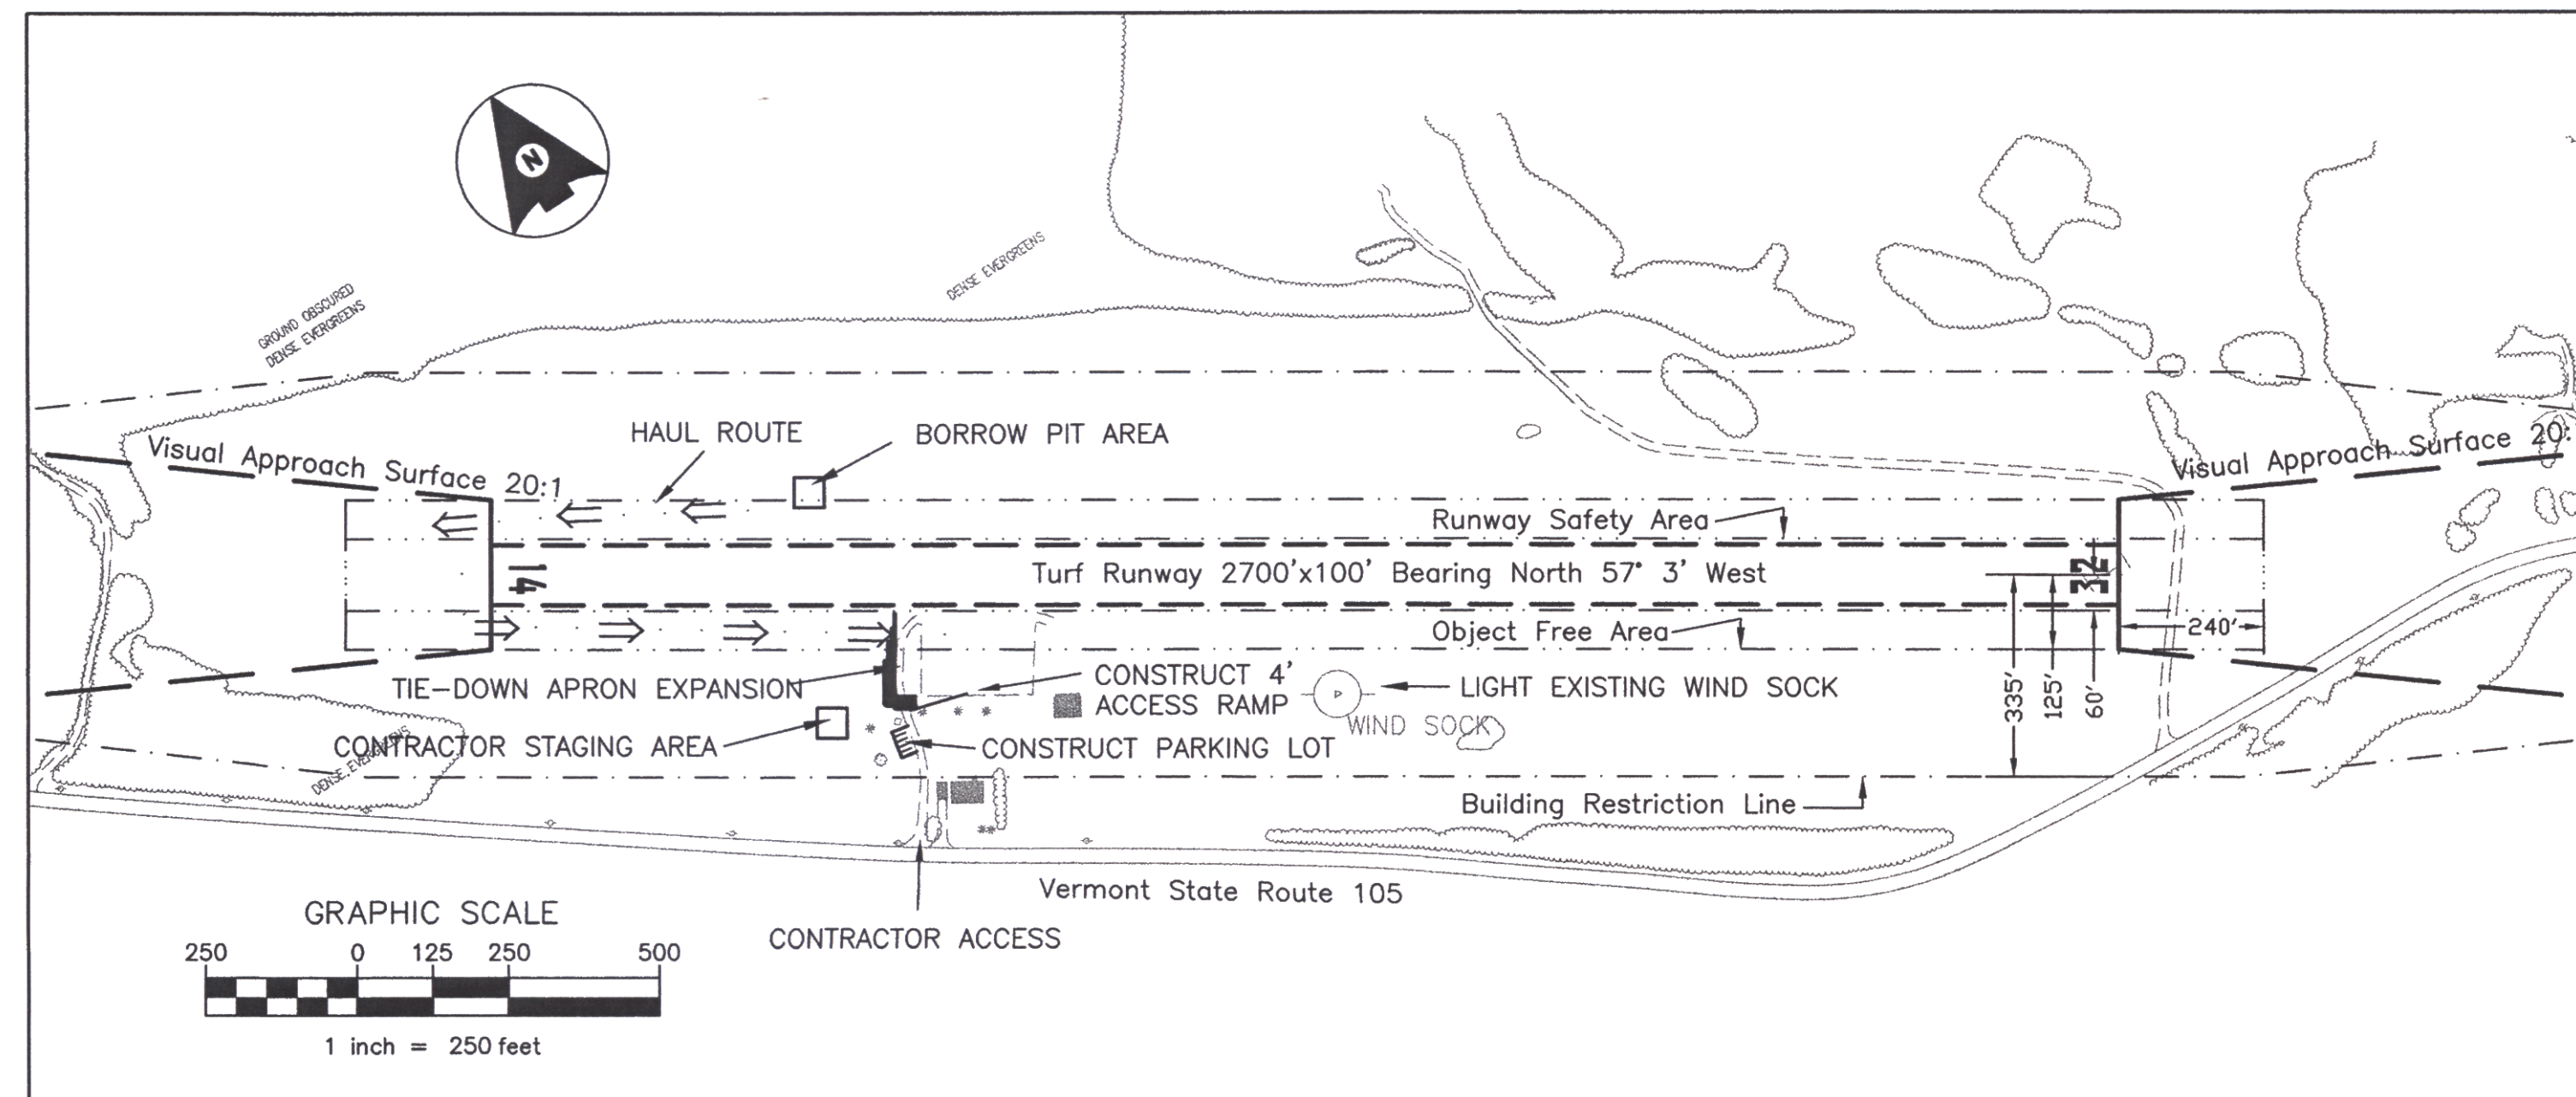 N
GROUND OBSCURED
DENSE EVERGREENS
DENSE EVERGREENS
HAUL ROUTE
BORROW PIT AREA
Visual Approach Surface 20:1
Visual Approach Surface 20:
Runway Safety Area
14
Turf Runway 2700'x100' Bearing North 57° 3' West
32
Object Free Area
240'
335'
125'
60'
TIE-DOWN APRON EXPANSION
CONSTRUCT 4'
ACCESS RAMP
LIGHT EXISTING WIND SOCK
WIND SOCK
CONTRACTOR STAGING AREA
CONSTRUCT PARKING LOT
DENSE EVERGREENS
Building Restriction Line
Vermont State Route 105
CONTRACTOR ACCESS
GRAPHIC SCALE
250 0 125 250 500
1 inch = 250 feet